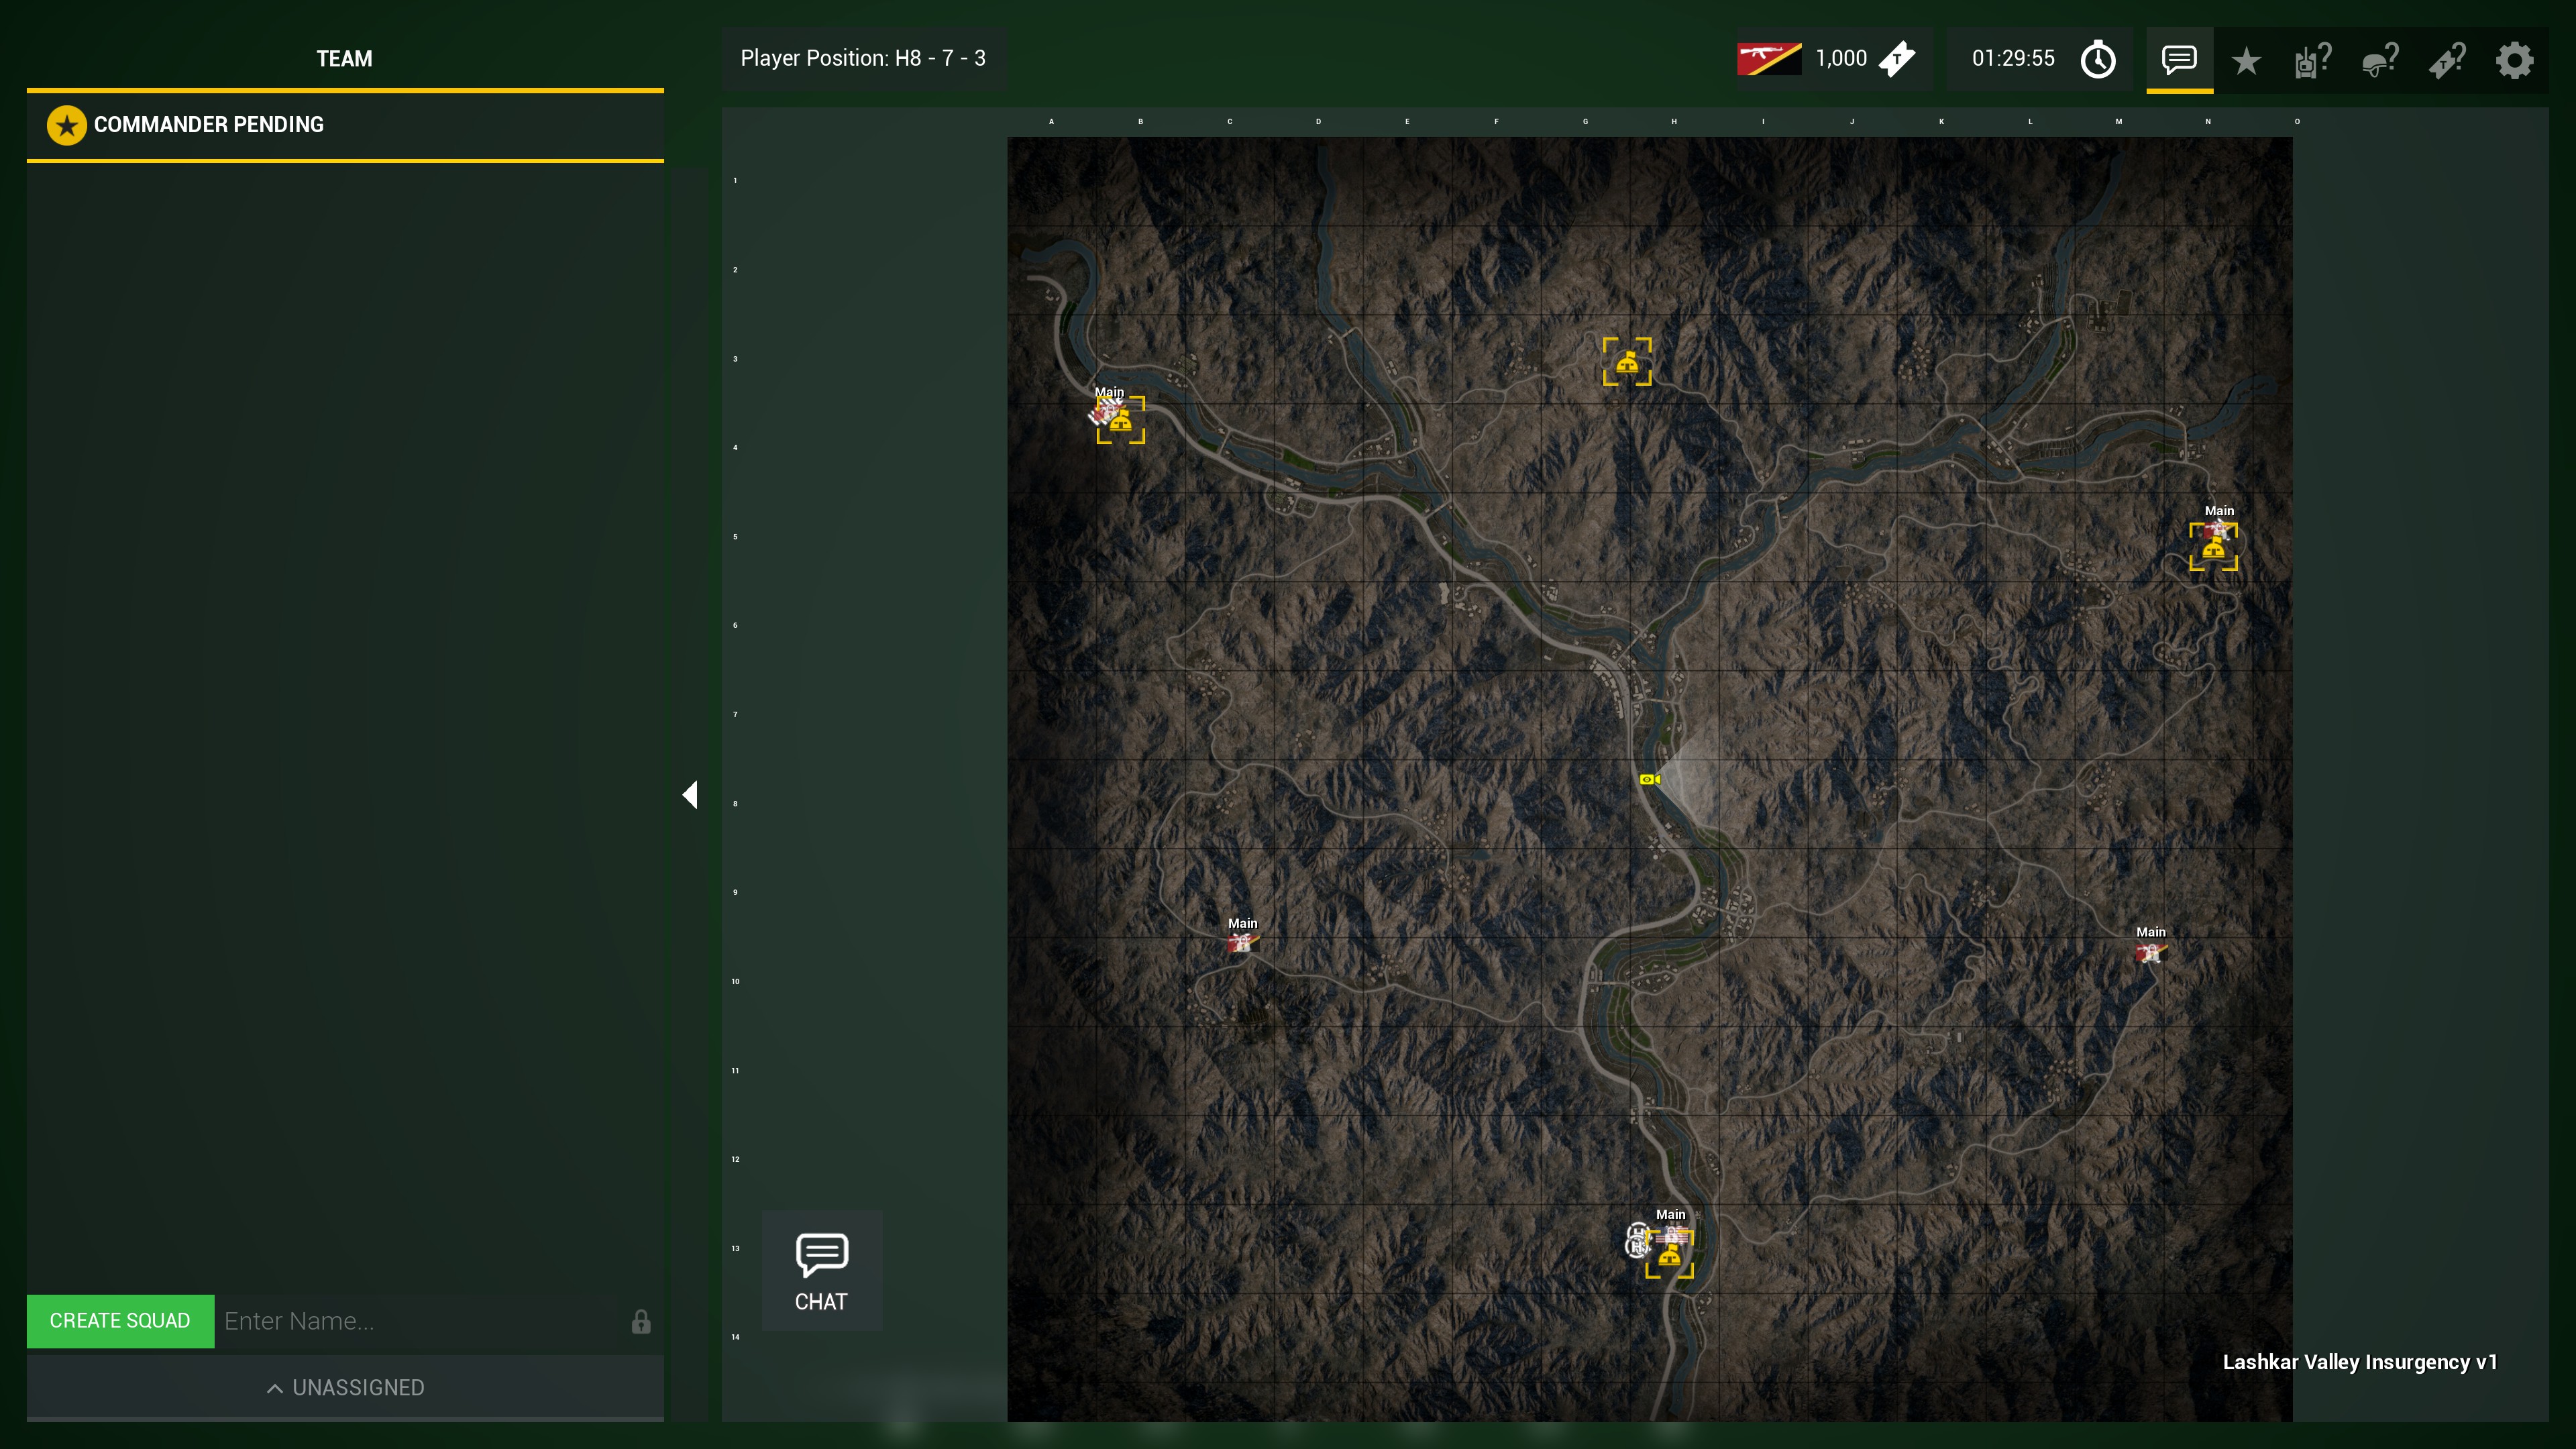 TEAM
Player Position: H8 - 7 - 3
1,000
T
01:29:55
?
?
T?
COMMANDER PENDING
A B C D E F G H I J K L M N O
1
2
3
Main
4
Main
5
6
7
8
9
Main
Main
10
11
12
Main
13
CHAT
CREATE SQUAD
Enter Name...
14
Lashkar Valley Insurgency v1
UNASSIGNED